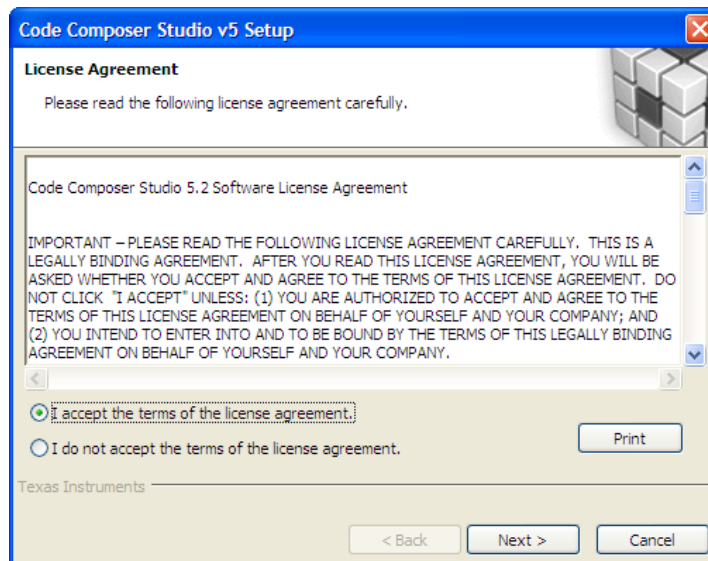 Code Composer Studio v5 Setup
License Agreement
Please read the following license agreement carefully.
Code Composer Studio 5.2 Software License Agreement
IMPORTANT – PLEASE READ THE FOLLOWING LICENSE AGREEMENT CAREFULLY.  THIS IS A
LEGALLY BINDING AGREEMENT.  AFTER YOU READ THIS LICENSE AGREEMENT, YOU WILL BE
ASKED WHETHER YOU ACCEPT AND AGREE TO THE TERMS OF THIS LICENSE AGREEMENT.  DO
NOT CLICK  "I ACCEPT" UNLESS: (1) YOU ARE AUTHORIZED TO ACCEPT AND AGREE TO THE
TERMS OF THIS LICENSE AGREEMENT ON BEHALF OF YOURSELF AND YOUR COMPANY; AND
(2) YOU INTEND TO ENTER INTO AND TO BE BOUND BY THE TERMS OF THIS LEGALLY BINDING
AGREEMENT ON BEHALF OF YOURSELF AND YOUR COMPANY.
I accept the terms of the license agreement.
I do not accept the terms of the license agreement.
Print
Texas Instruments
< Back
Next >
Cancel